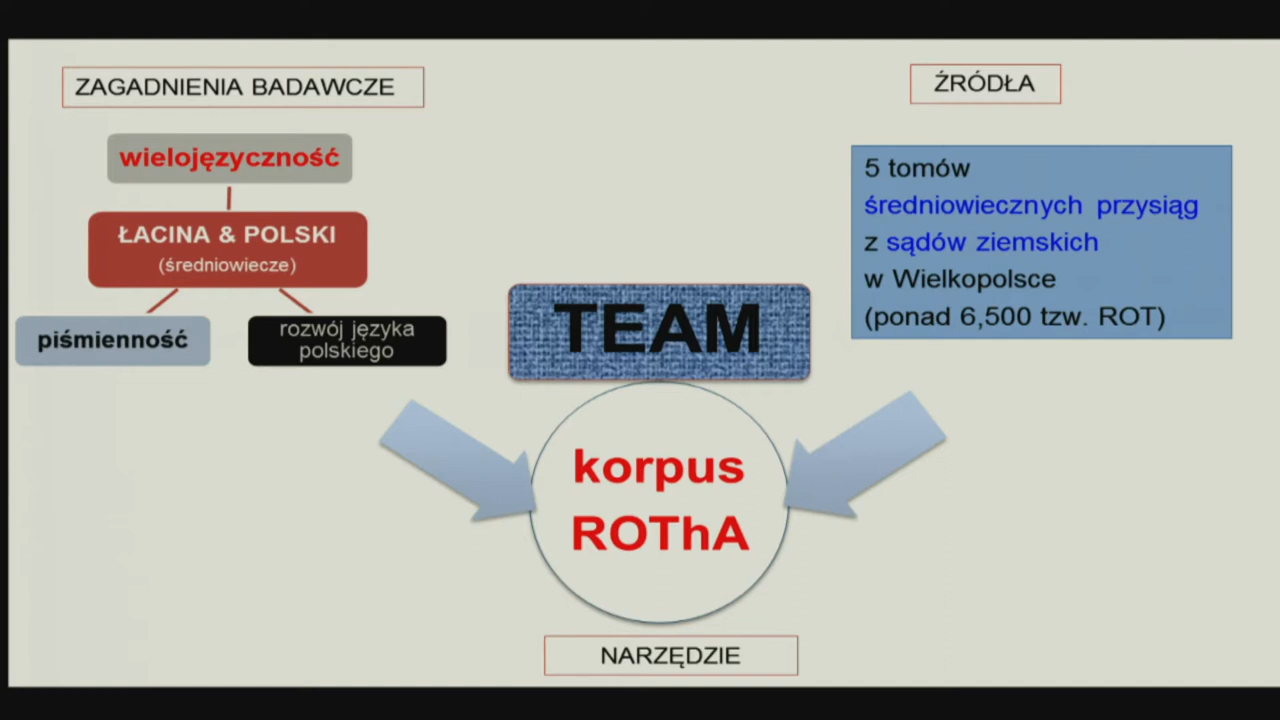 ZAGADNIENIA BADAWCZE
wielojęzyczność
ŁACINA & POLSKI
(średniowiecze)
piśmienność
rozwój języka
polskiego
ŹRÓDŁA
5 tomów
średniowiecznych przysiąg
z sądów ziemskich
w Wielkopolsce
(ponad 6,500 tzw. ROT)
TEAM
korpus
ROThA
NARZĘDZIE